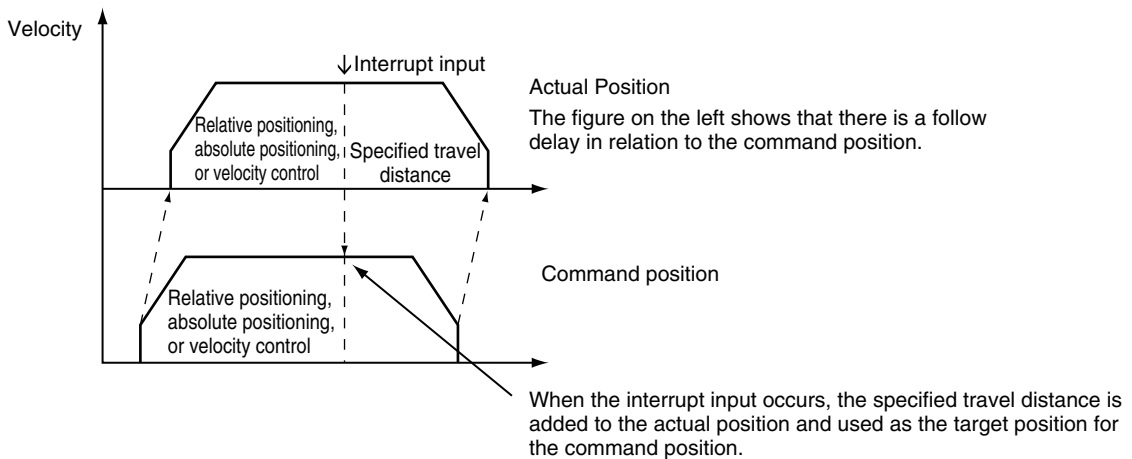 Velocity
Interrupt input
Relative positioning,
absolute positioning,
or velocity control
Specified travel
distance
Actual Position
The figure on the left shows that there is a follow
delay in relation to the command position.
Relative positioning,
absolute positioning,
or velocity control
Command position
When the interrupt input occurs, the specified travel distance is
added to the actual position and used as the target position for
the command position.